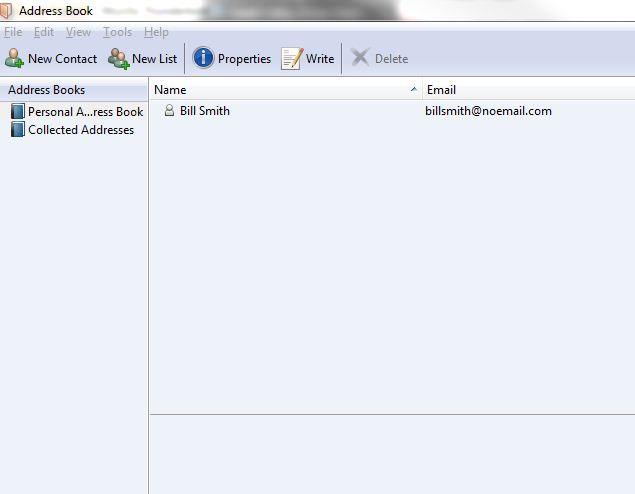 Address Book
File Edit View Tools Help
New Contact New List Properties Write Delete
Address Books Name Email
Personal A...ress Book Bill Smith billsmith@noemail.com
Collected Addresses